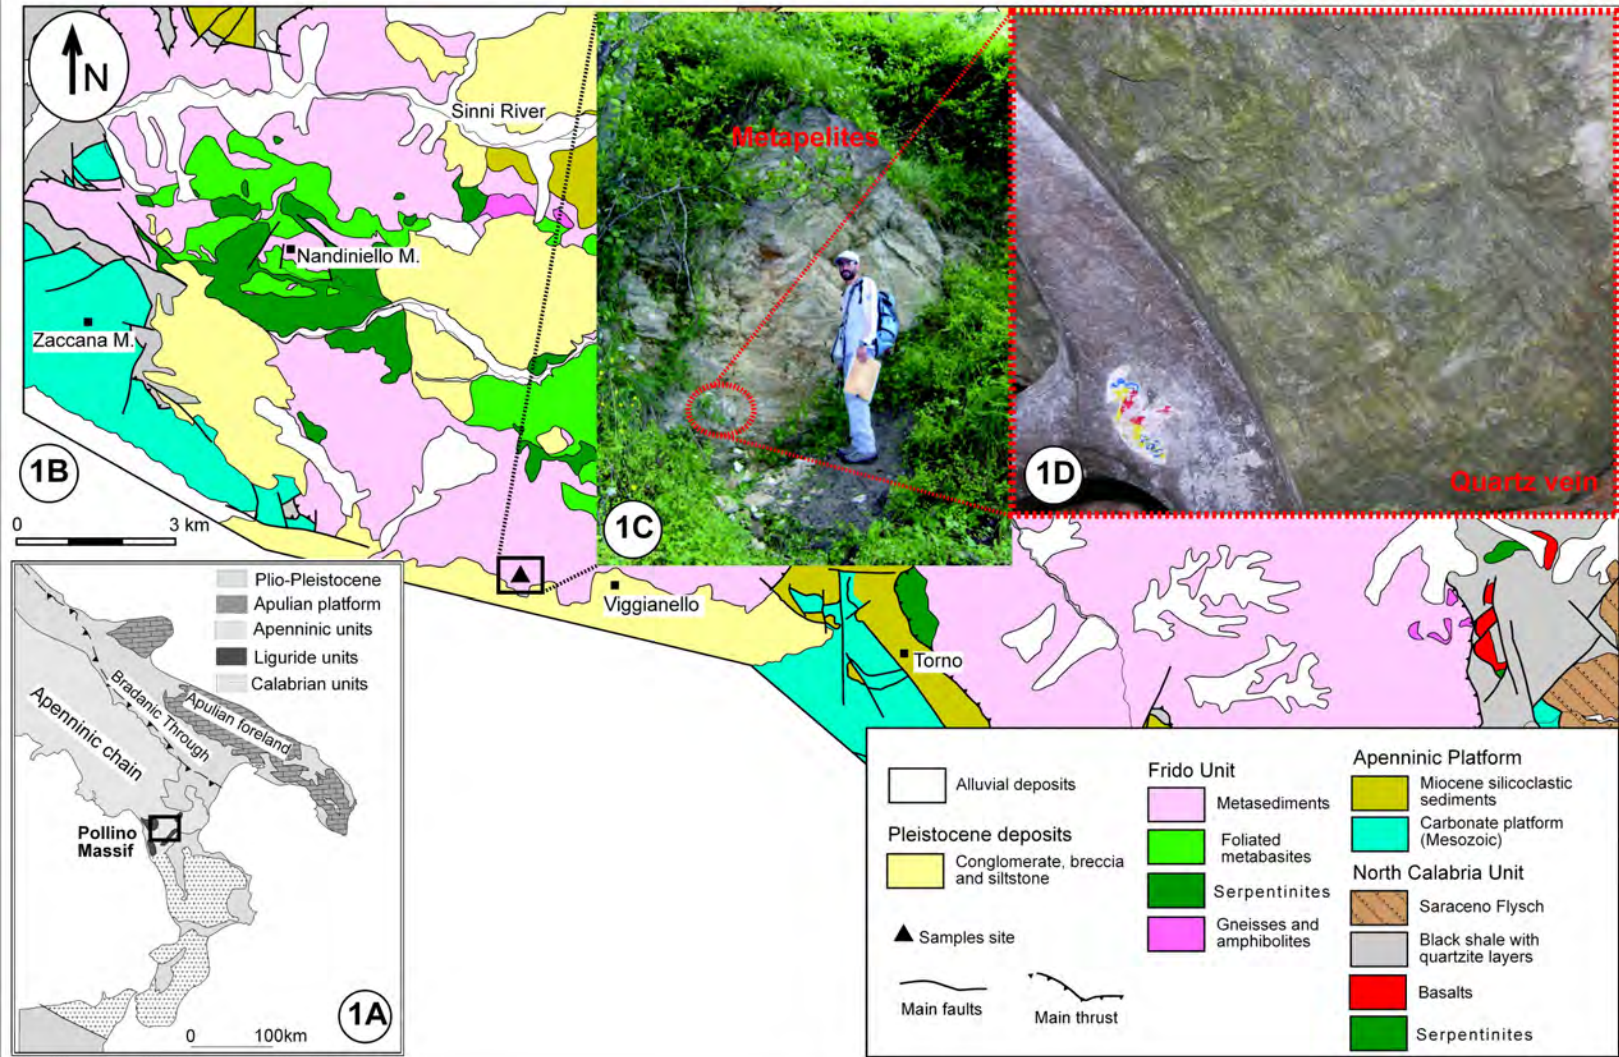 N
Sinni River
Nandiniello M.
Zaccana M.
1B
0 3 km
Metapelites
1C
1D
Quartz vein
Viggianello
Torno
Plio-Pleistocene
Apulian platform
Apenninic units
Liguride units
Calabrian units
Apenninic chain
Bradanic Through
Apulian foreland
Pollino
Massif
0 100km
1A
Alluvial deposits
Pleistocene deposits
Conglomerate, breccia
and siltstone
Samples site
Main faults
Main thrust
Frido Unit
Metasediments
Foliated
metabasites
Serpentinites
Gneisses and
amphibolites
Apenninic Platform
Miocene silicoclastic
sediments
Carbonate platform
(Mesozoic)
North Calabria Unit
Saraceno Flysch
Black shale with
quartzite layers
Basalts
Serpentinites